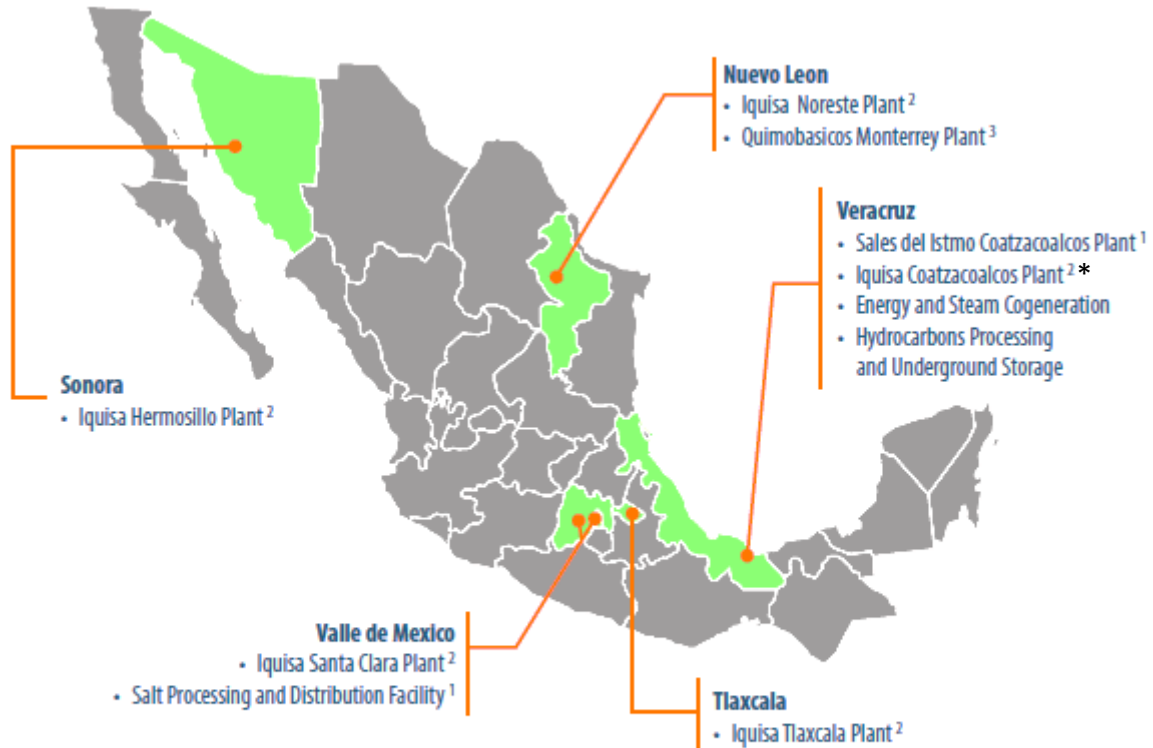 Nuevo Leon
• Iquisa Noreste Plant ²
• Quimobasicos Monterrey Plant ³
Veracruz
• Sales del Istmo Coatzacoalcos Plant ¹
• Iquisa Coatzacoalcos Plant ² *
• Energy and Steam Cogeneration
• Hydrocarbons Processing
and Underground Storage
Sonora
• Iquisa Hermosillo Plant ²
Valle de Mexico
• Iquisa Santa Clara Plant ²
• Salt Processing and Distribution Facility ¹
Tlaxcala
• Iquisa Tlaxcala Plant ²